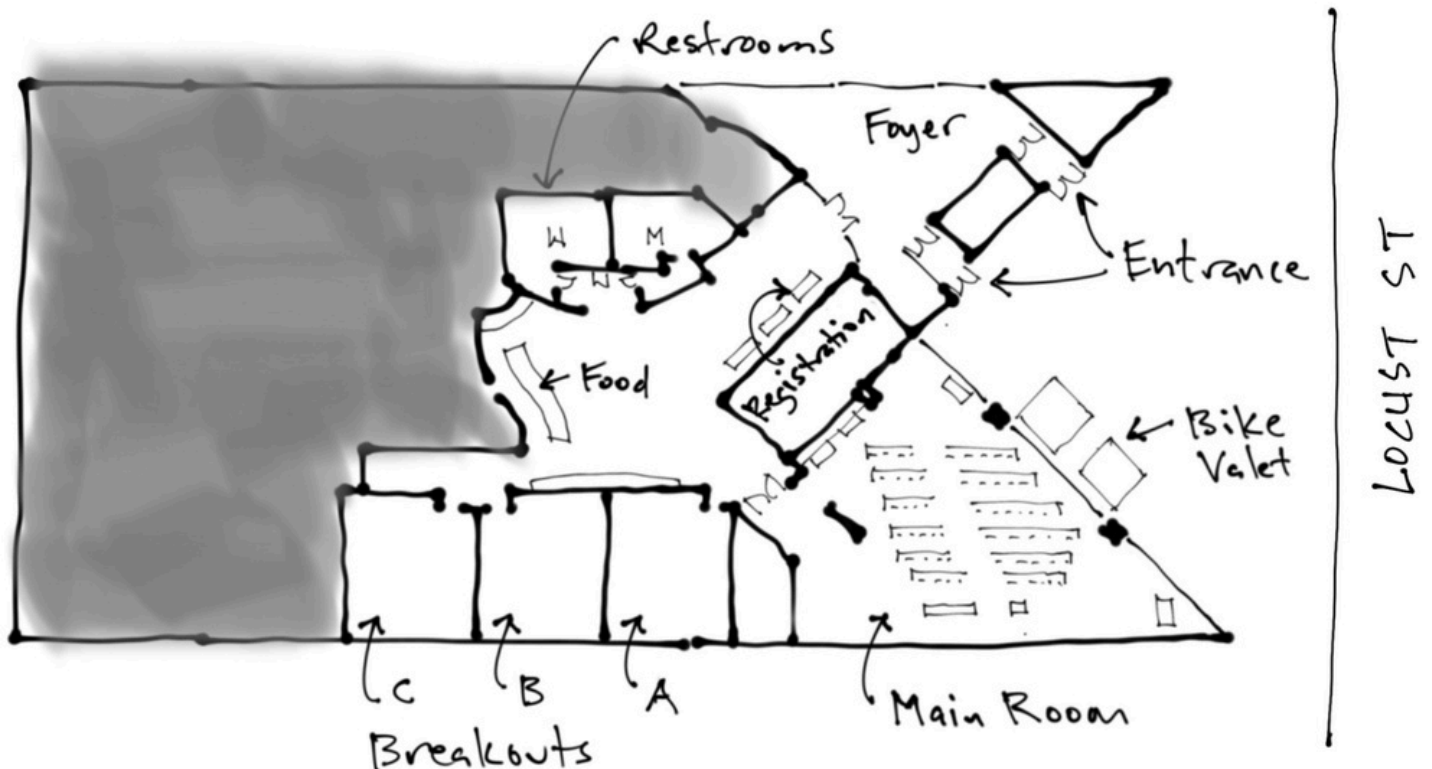 Restrooms
Foyer
W
M
Entrance
Registration
Food
Bike
Valet
LOCUST ST
C
B
A
Breakouts
Main Room